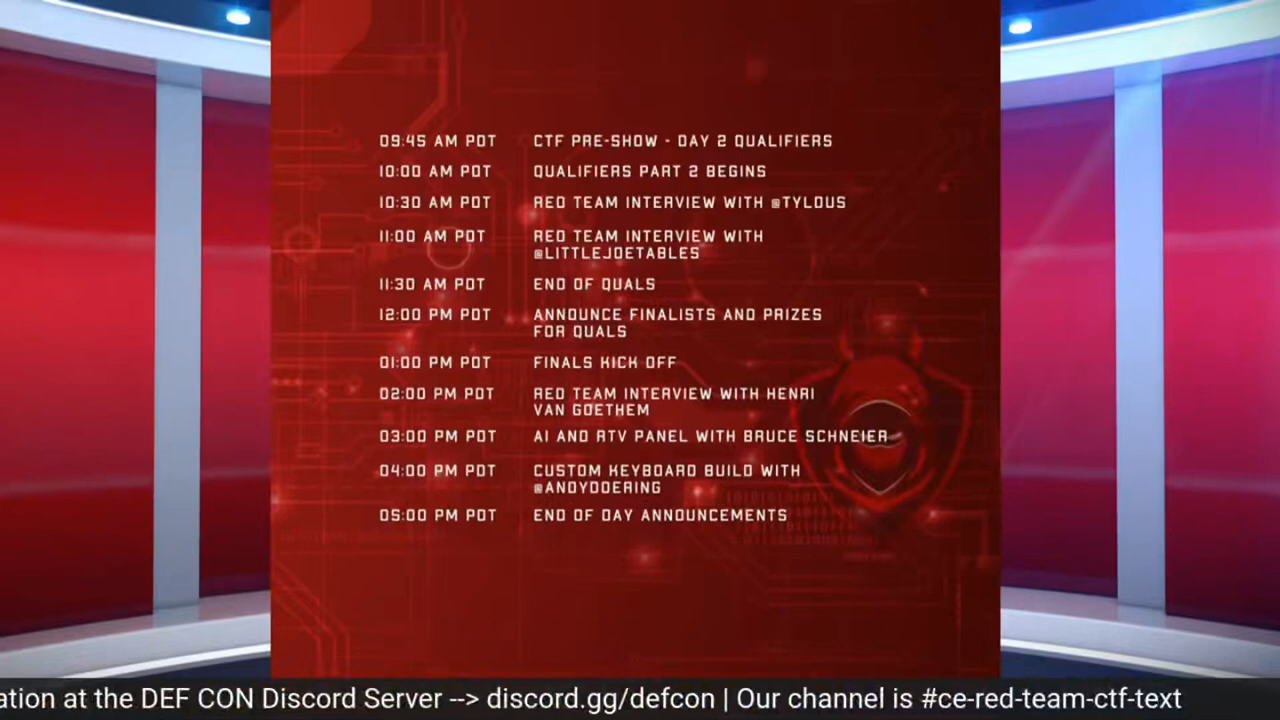 09:45 AM PDT CTF PRE-SHOW - DAY 2 QUALIFIERS
10:00 AM PDT QUALIFIERS PART 2 BEGINS
10:30 AM PDT RED TEAM INTERVIEW WITH @TYLOUS
11:00 AM PDT RED TEAM INTERVIEW WITH
@LITTLEJOETABLES
11:30 AM PDT END OF QUALS
12:00 PM PDT ANNOUNCE FINALISTS AND PRIZES
FOR QUALS
01:00 PM PDT FINALS KICK OFF
02:00 PM PDT RED TEAM INTERVIEW WITH HENRI
VAN GOETHEM
03:00 PM PDT AI AND RTV PANEL WITH BRUCE SCHNEIER
04:00 PM PDT CUSTOM KEYBOARD BUILD WITH
@ANDYDOERING
05:00 PM PDT END OF DAY ANNOUNCEMENTS
ation at the DEF CON Discord Server --> discord.gg/defcon | Our channel is #ce-red-team-ctf-text